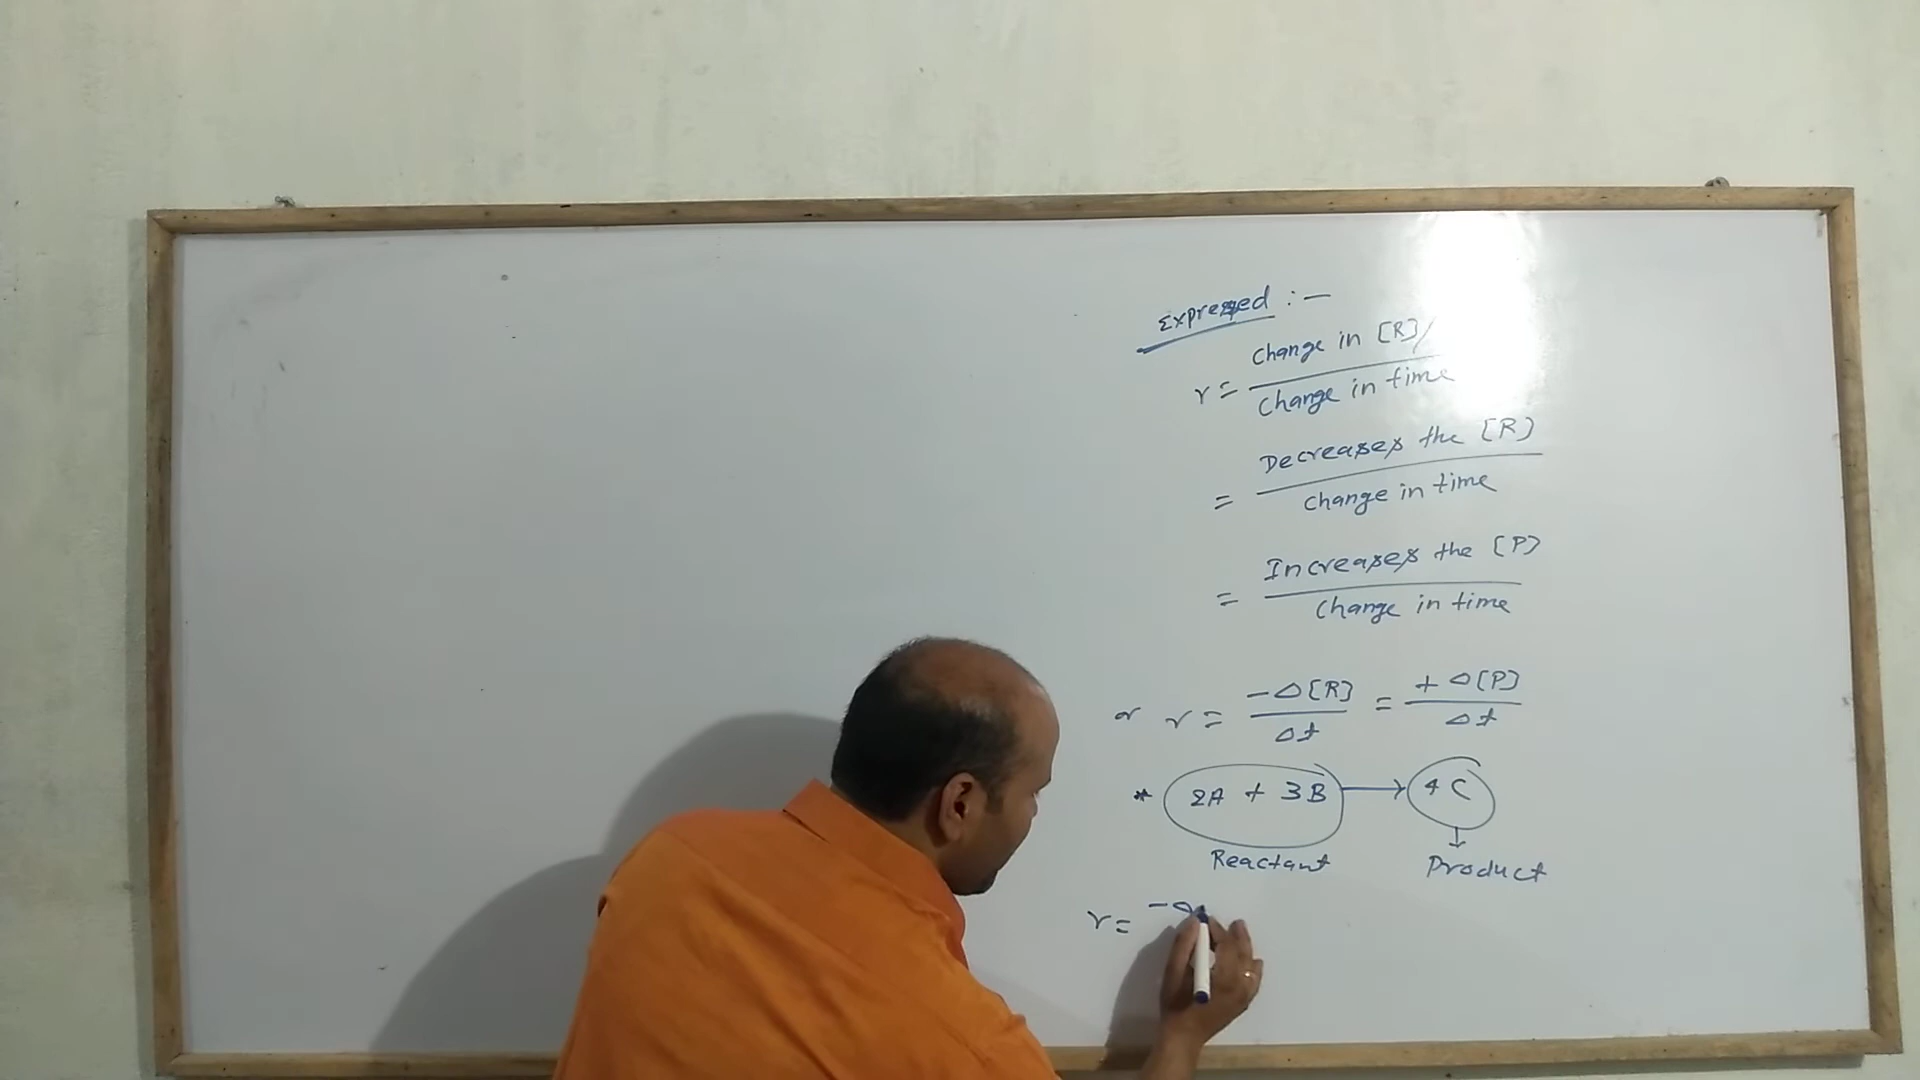 Expressed :-
r = change in [R]/ / change in time
= Decreases the [R] / change in time
= Increases the [P] / change in time
or r = -Δ[R] / Δt = +Δ[P] / Δt
* 2A + 3B → 4C
Reactant Product
r = -Δ